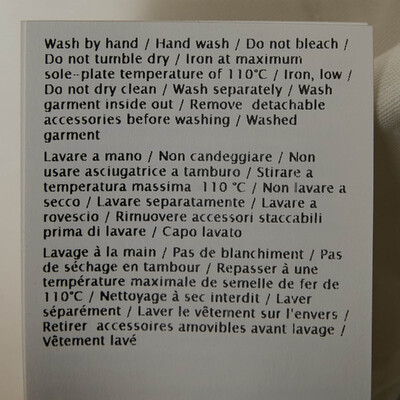 Wash by hand / Hand wash / Do not bleach /
Do not tumble dry / Iron at maximum
sole-plate temperature of 110°C / Iron, low /
Do not dry clean / Wash separately / Wash
garment inside out / Remove detachable
accessories before washing / Washed
garment
Lavare a mano / Non candeggiare / Non
usare asciugatrice a tamburo / Stirare a
temperatura massima 110 °C / Non lavare a
secco / Lavare separatamente / Lavare a
rovescio / Rimuovere accessori staccabili
prima di lavare / Capo lavato
Lavage à la main / Pas de blanchiment / Pas
de séchage en tambour / Repasser à une
température maximale de semelle de fer de
110°C / Nettoyage à sec interdit / Laver
séparément / Laver le vêtement sur l'envers /
Retirer accessoires amovibles avant lavage /
Vêtement lavé